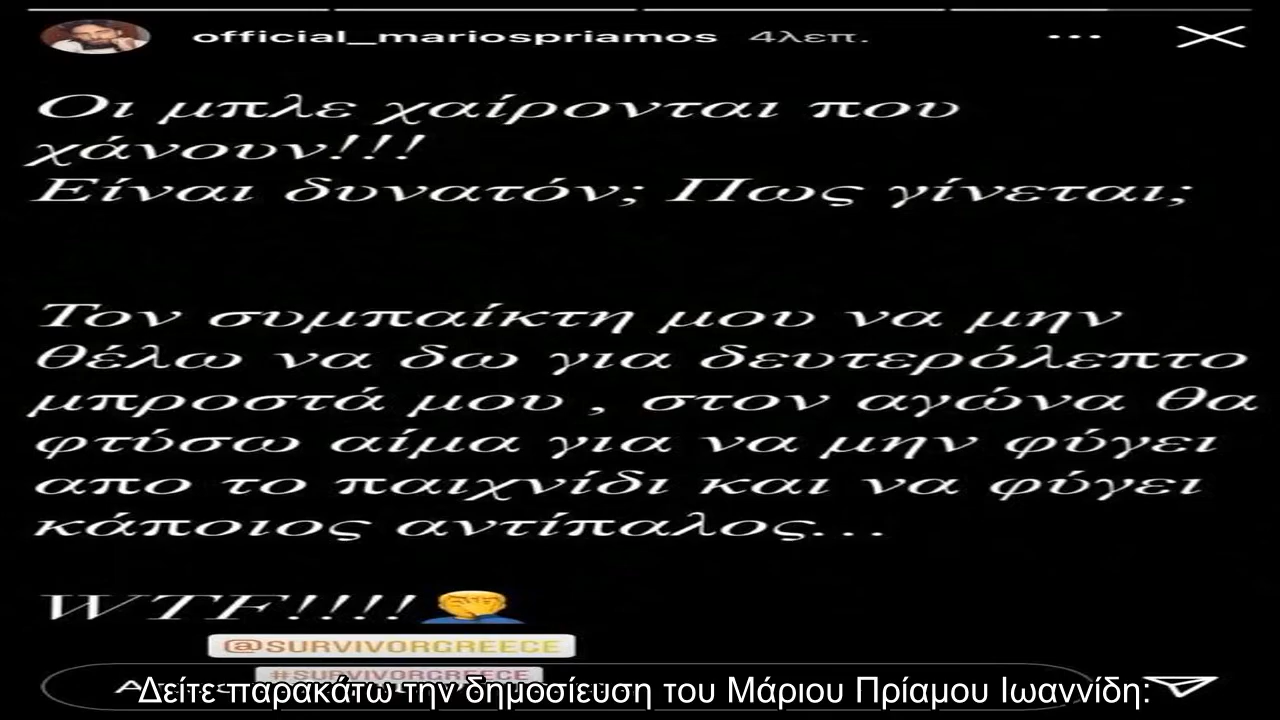 official_mariospriamos 4λεπ.
Οι μπλε χαίρονται που
χάνουν!!!
Είναι δυνατόν; Πως γίνεται;
Τον συμπαίκτη μου να μην
θέλω να δω για δευτερόλεπτο
μπροστά μου , στον αγώνα θα
φτύσω αίμα για να μην φύγει
απο το παιχνίδι και να φύγει
κάποιος αντίπαλος...
WTF!!!!🤦‍♂️
@SURVIVORGREECE
#SURVIVORGREECE
Δείτε παρακάτω την δημοσίευση του Μάριου Πρίαμου Ιωαννίδη: